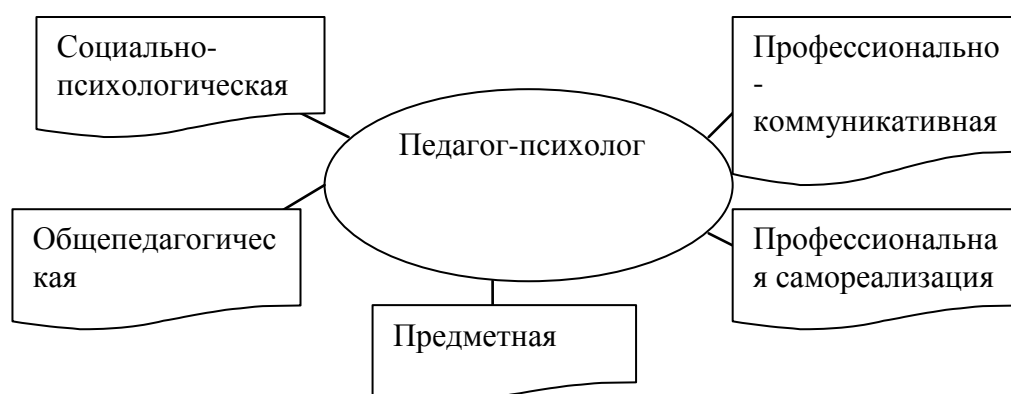 Социально-
психологическая
Профессионально
-
коммуникативная
Педагог-психолог
Общепедагогичес
кая
Профессиональна
я самореализация
Предметная